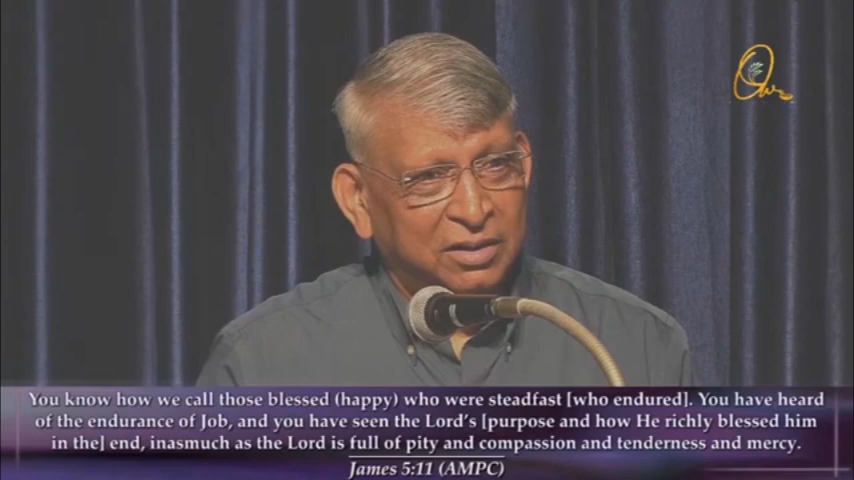 You know how we call those blessed (happy) who were steadfast [who endured]. You have heard
of the endurance of Job, and you have seen the Lord's [purpose and how He richly blessed him
in the] end, inasmuch as the Lord is full of pity and compassion and tenderness and mercy.
James 5:11 (AMPC)